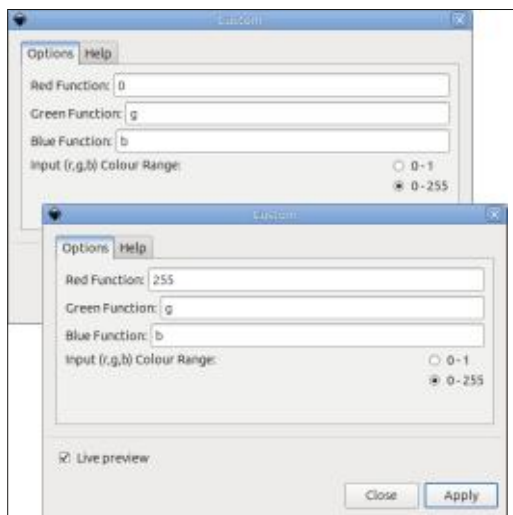 Custom
Options Help
Red Function: 0
Green Function: g
Blue Function: b
Input (r,g,b) Colour Range:
0-1
0-255
Custom
Options Help
Red Function: 255
Green Function: g
Blue Function: b
Input (r,g,b) Colour Range:
0-1
0-255
Live preview
Close Apply